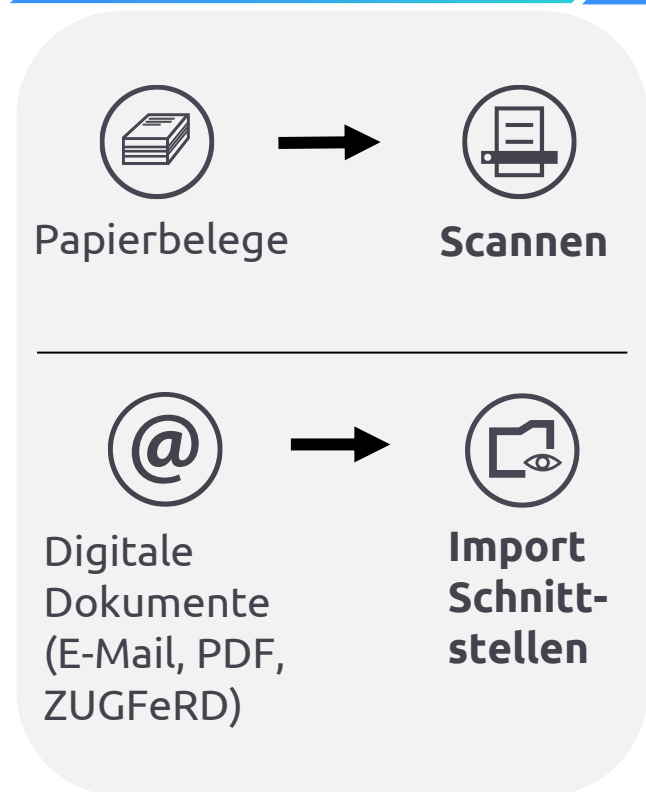 Papierbelege
Scannen
@
Digitale
Dokumente
(E-Mail, PDF,
ZUGFeRD)
Import
Schnitt-
stellen